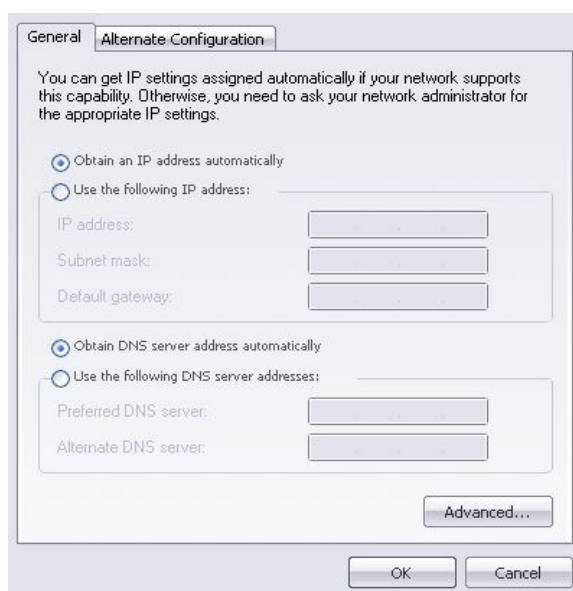 General
Alternate Configuration
You can get IP settings assigned automatically if your network supports
this capability. Otherwise, you need to ask your network administrator for
the appropriate IP settings.
Obtain an IP address automatically
Use the following IP address:
IP address:
Subnet mask:
Default gateway:
Obtain DNS server address automatically
Use the following DNS server addresses:
Preferred DNS server:
Alternate DNS server:
Advanced...
OK
Cancel